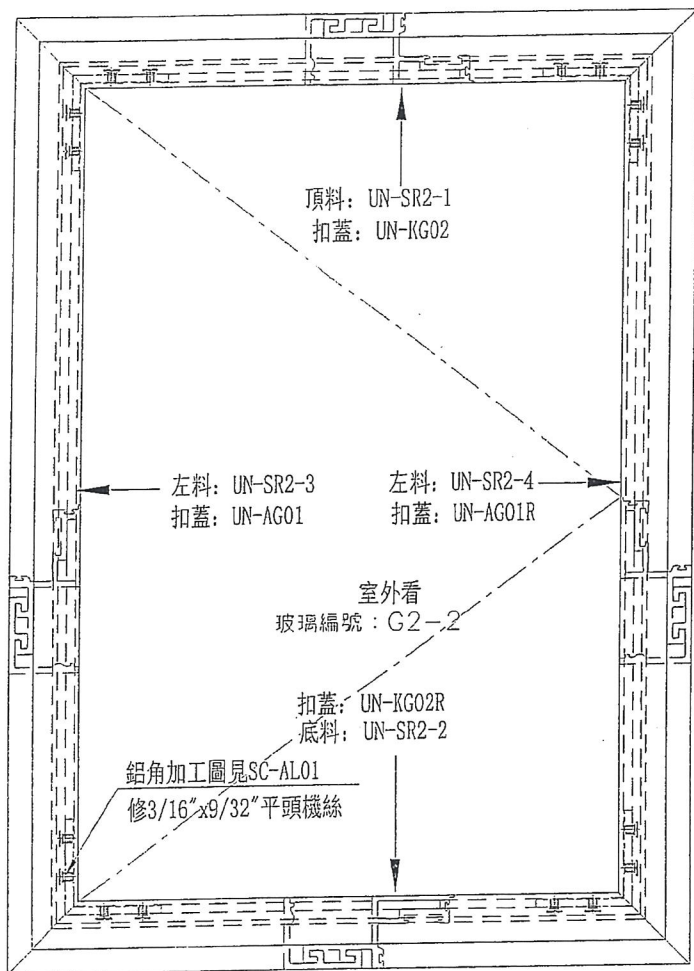 頂料: UN-SR2-1
扣蓋: UN-KG02
左料: UN-SR2-3
扣蓋: UN-AG01
左料: UN-SR2-4
扣蓋: UN-AG01R
室外看
玻璃編號：G2-2
扣蓋: UN-KG02R
底料: UN-SR2-2
鋁角加工圖見SC-AL01
修3/16"x9/32"平頭機絲